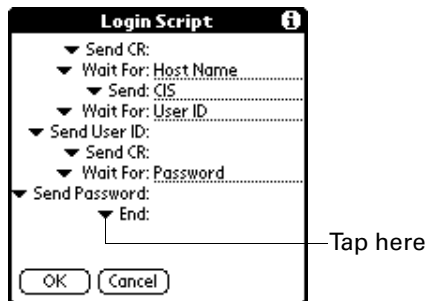 Login Script i
Send CR:
Wait For: Host Name
Send: CIS
Wait For: User ID
Send User ID:
Send CR:
Wait For: Password
Send Password:
End:
Tap here
OK Cancel